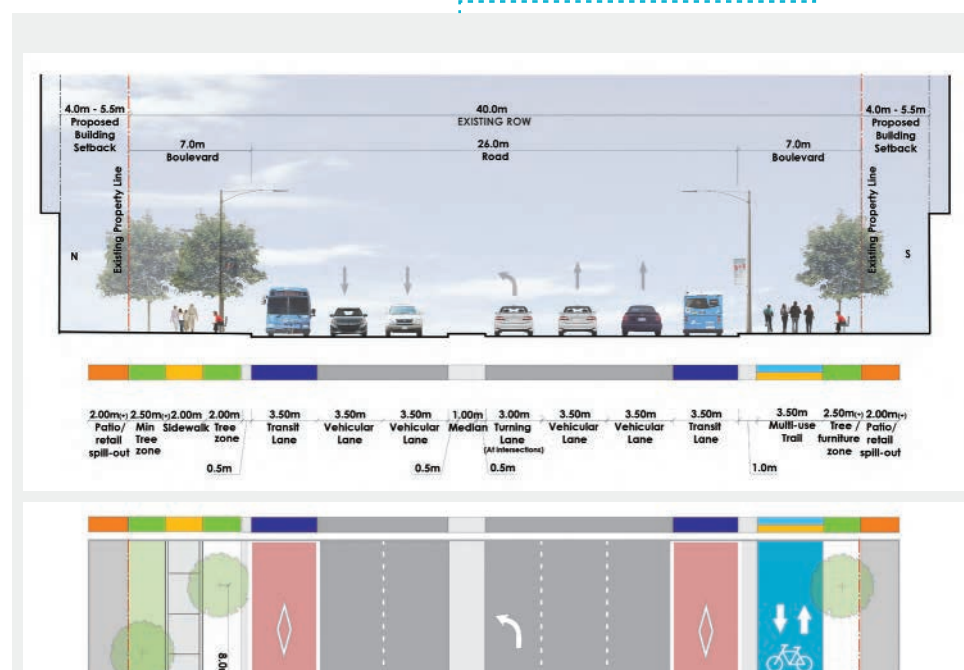 4.0m - 5.5m
Proposed
Building
Setback
40.0m
EXISTING ROW
4.0m - 5.5m
Proposed
Building
Setback
7.0m
Boulevard
26.0m
Road
7.0m
Boulevard
Existing Property Line
Existing Property Line
N
S
2.00m(+) 2.50m(+) 2.00m 2.00m 3.50m 3.50m 3.50m 1.00m 3.00m 3.50m 3.50m 3.50m 3.50m 2.50m(+) 2.00m(+)
Patio/ Min Sidewalk Tree Transit Vehicular Vehicular Median Turning Vehicular Vehicular Transit Multi-use Tree / Patio/
retail Tree zone Lane Lane Lane Lane Lane Lane Lane Trail furniture retail
spill-out zone (At intersections) zone spill-out
0.5m 0.5m 0.5m 1.0m